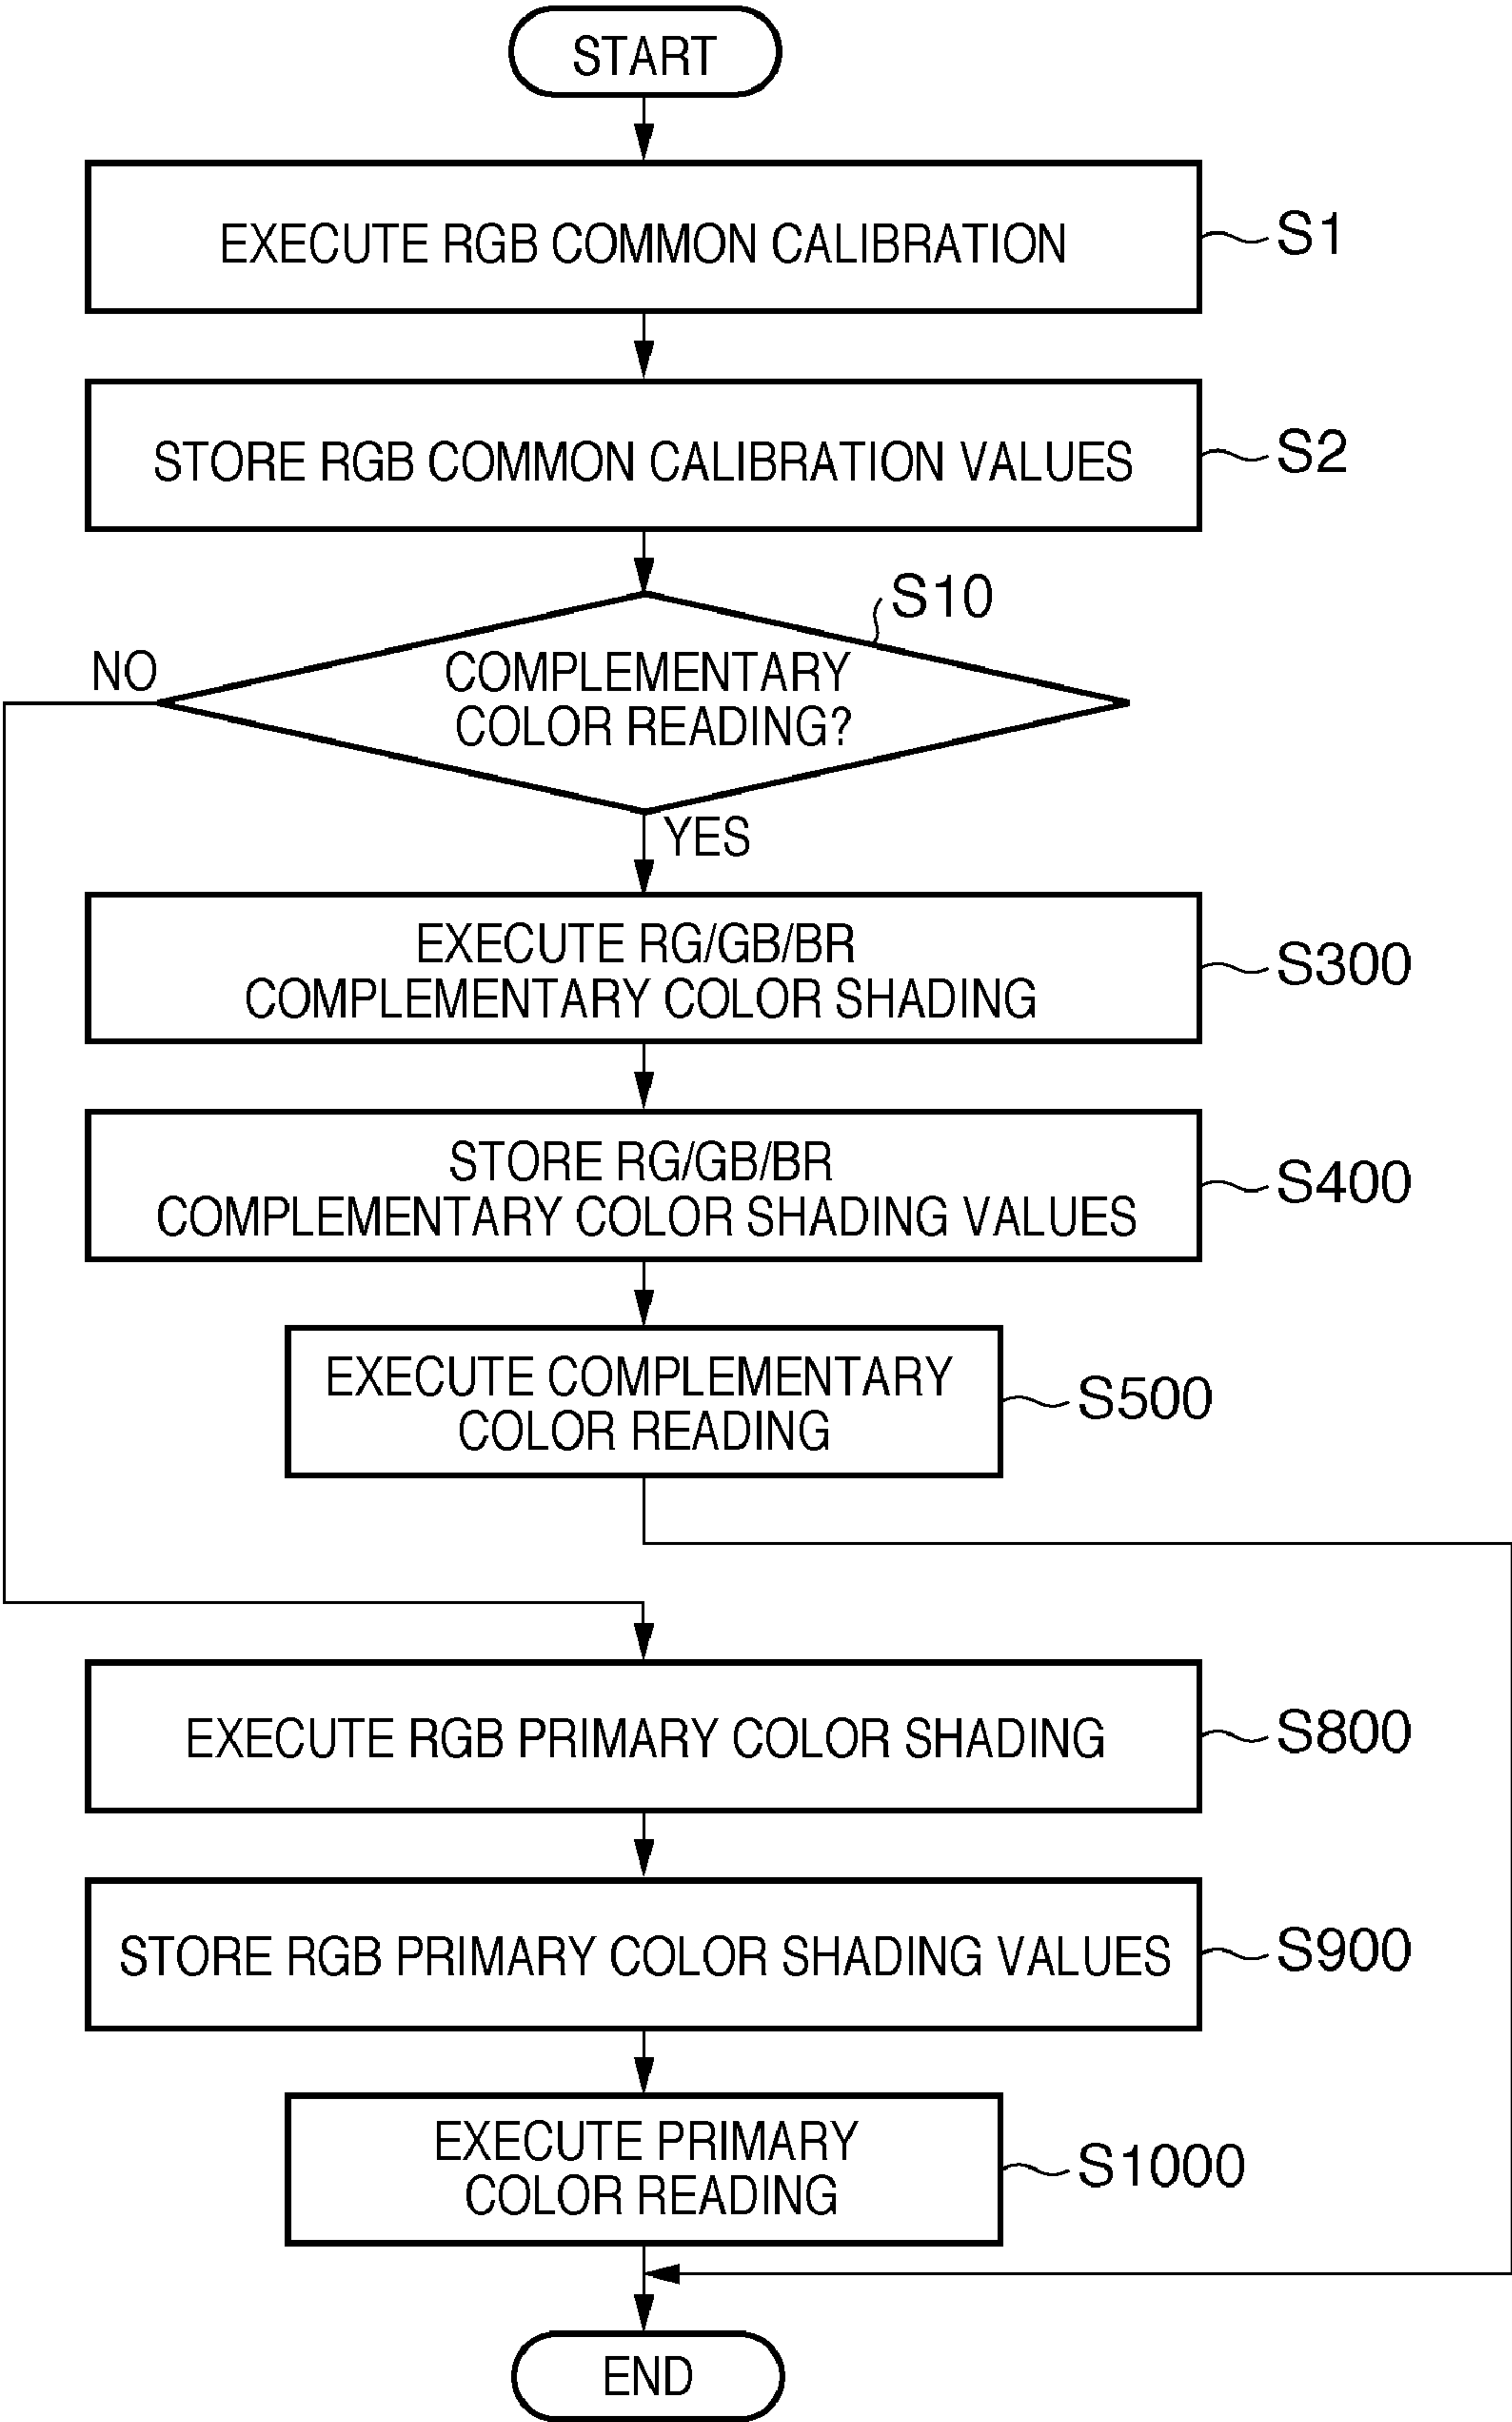 START
EXECUTE RGB COMMON CALIBRATION
S1
STORE RGB COMMON CALIBRATION VALUES
S2
S10
NO
COMPLEMENTARY
COLOR READING?
YES
EXECUTE RG/GB/BR
COMPLEMENTARY COLOR SHADING
S300
STORE RG/GB/BR
COMPLEMENTARY COLOR SHADING VALUES
S400
EXECUTE COMPLEMENTARY
COLOR READING
S500
EXECUTE RGB PRIMARY COLOR SHADING
S800
STORE RGB PRIMARY COLOR SHADING VALUES
S900
EXECUTE PRIMARY
COLOR READING
S1000
END